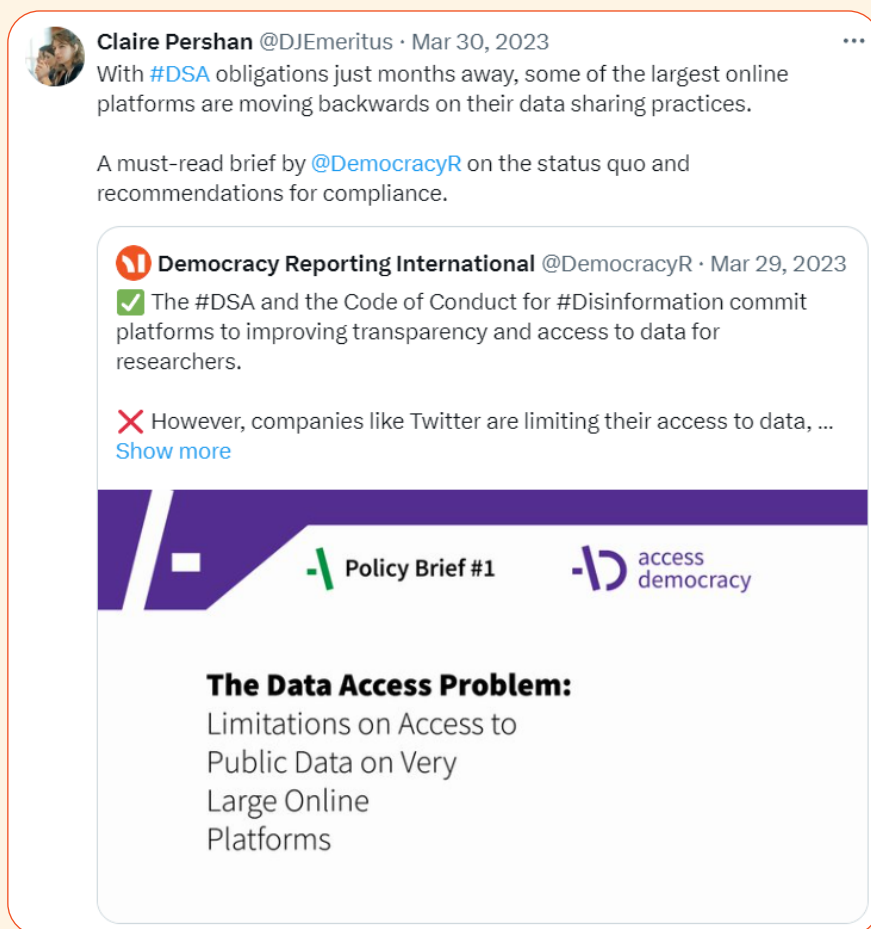 Claire Pershan @DJEmeritus · Mar 30, 2023
With #DSA obligations just months away, some of the largest online
platforms are moving backwards on their data sharing practices.
A must-read brief by @DemocracyR on the status quo and
recommendations for compliance.
Democracy Reporting International @DemocracyR · Mar 29, 2023
✅ The #DSA and the Code of Conduct for #Disinformation commit
platforms to improving transparency and access to data for
researchers.
❌ However, companies like Twitter are limiting their access to data, ...
Show more
Policy Brief #1
access
democracy
The Data Access Problem:
Limitations on Access to
Public Data on Very
Large Online
Platforms